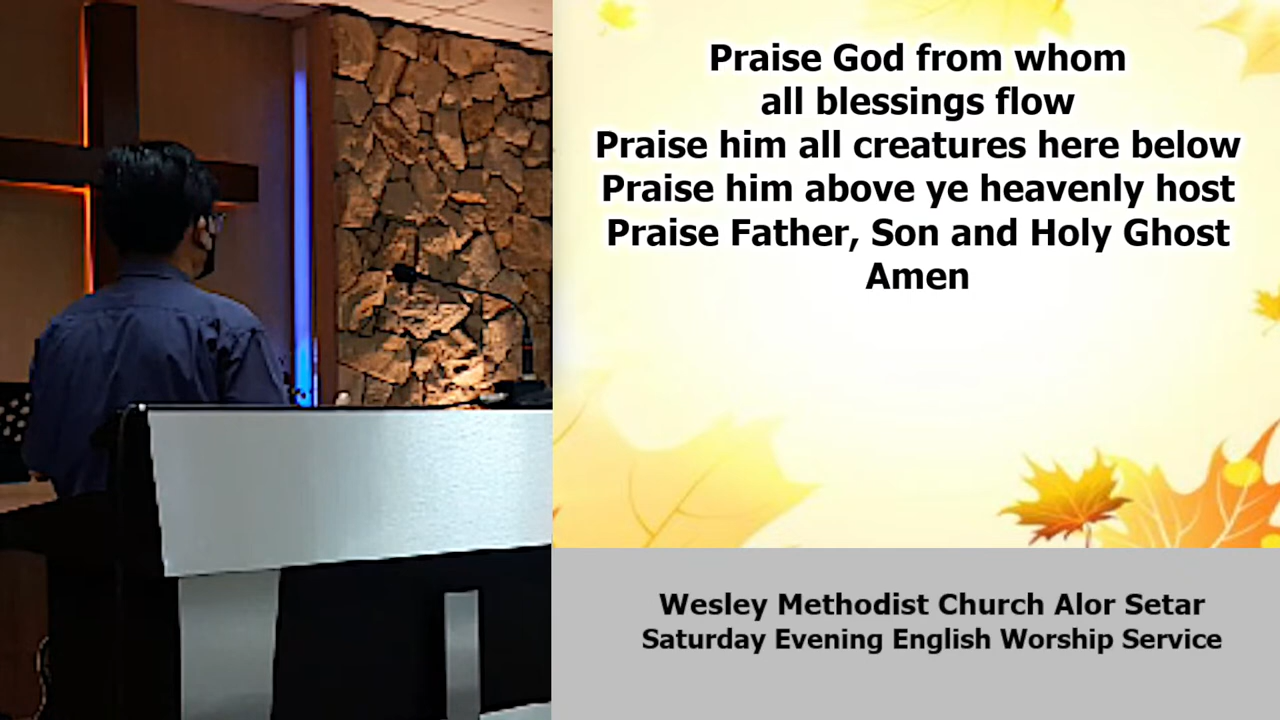 Praise God from whom
all blessings flow
Praise him all creatures here below
Praise him above ye heavenly host
Praise Father, Son and Holy Ghost
Amen
Wesley Methodist Church Alor Setar
Saturday Evening English Worship Service